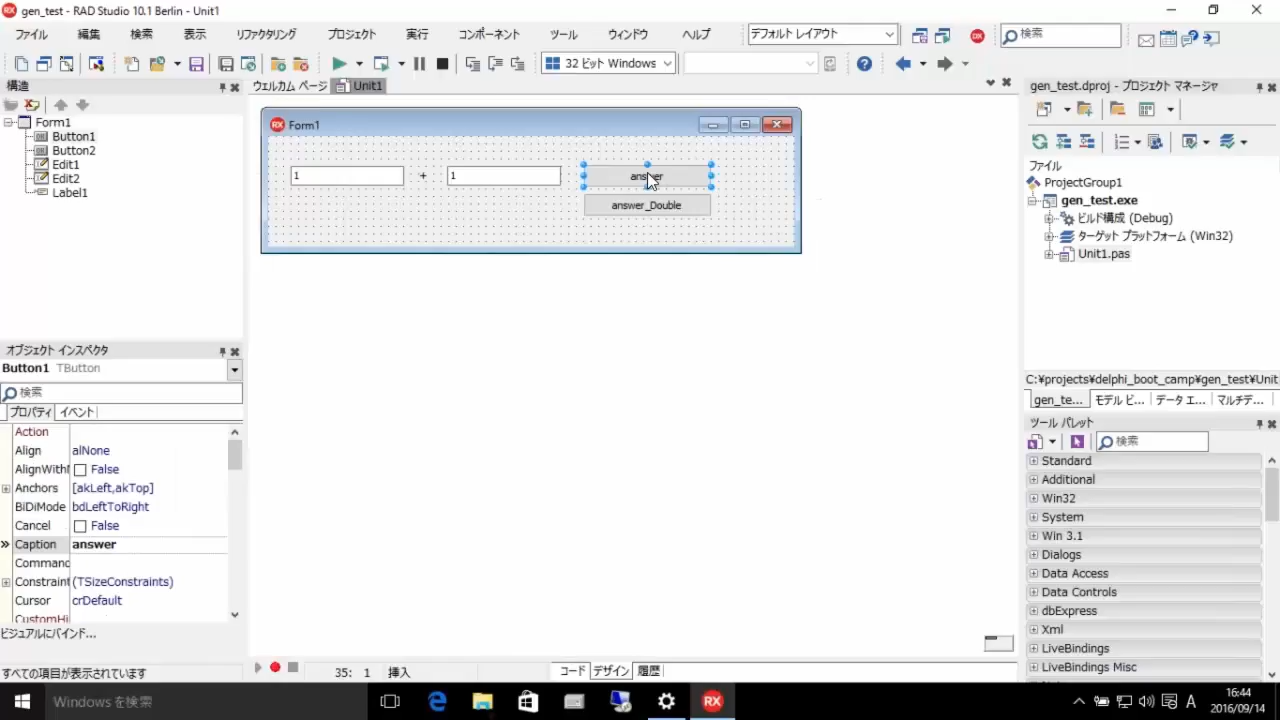 gen_test - RAD Studio 10.1 Berlin - Unit1
ファイル 編集 検索 表示 リファクタリング プロジェクト 実行 コンポーネント ツール ウィンドウ ヘルプ
デフォルト レイアウト
検索
32 ビット Windows
構造
ウェルカム ページ
Unit1
Form1
Button1
Button2
Edit1
Edit2
Label1
Form1
1
+
1
answer
answer_Double
gen_test.dproj - プロジェクト マネージャ
ファイル
ProjectGroup1
gen_test.exe
ビルド構成 (Debug)
ターゲット プラットフォーム (Win32)
Unit1.pas
C:¥projects¥delphi_boot_camp¥gen_test¥Unit
gen_te... モデル ビ... データ エ... マルチデ...
オブジェクト インスペクタ
Button1 TButton
検索
プロパティ イベント
Action
Align alNone
AlignWithM False
Anchors [akLeft,akTop]
BiDiMode bdLeftToRight
Cancel False
Caption answer
Command
Constraint (TSizeConstraints)
Cursor crDefault
CustomHi
ビジュアルにバインド...
すべての項目が表示されています
ツール パレット
検索
Standard
Additional
Win32
System
Win 3.1
Dialogs
Data Access
Data Controls
dbExpress
Xml
LiveBindings
LiveBindings Misc
35: 1 挿入
コード デザイン 履歴
Windows を検索
A
16:44
2016/09/14